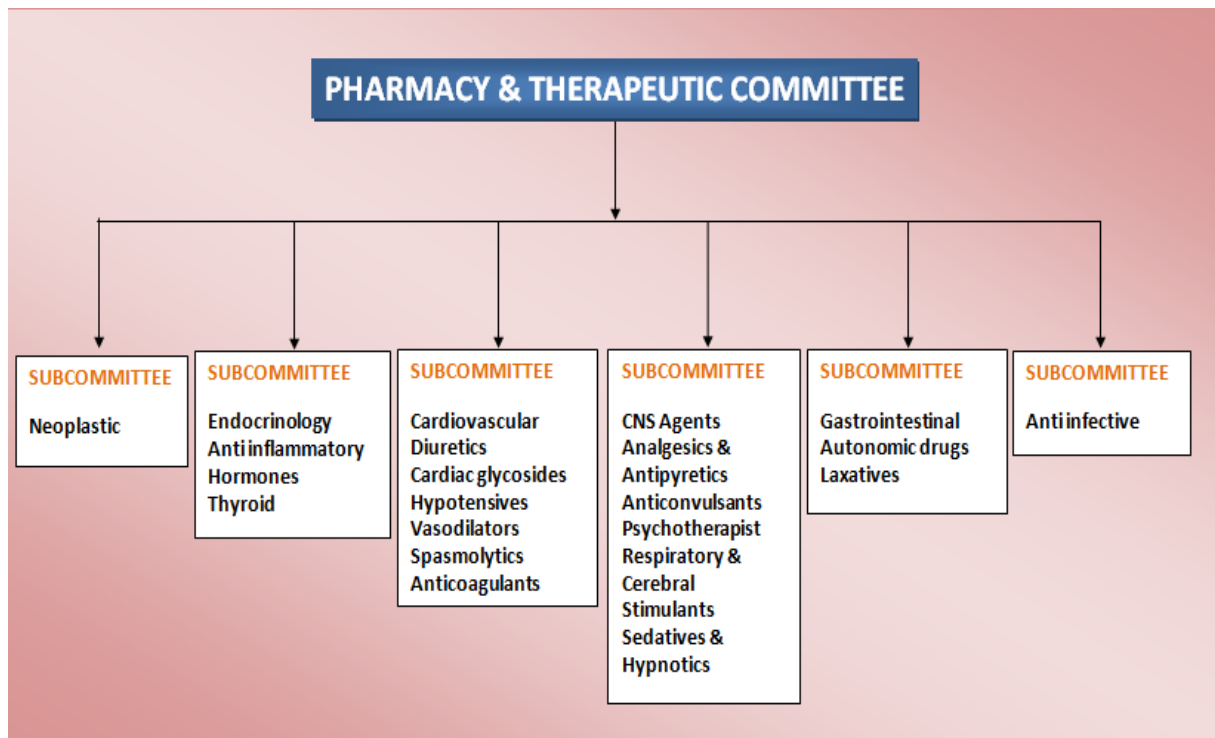 PHARMACY & THERAPEUTIC COMMITTEE
SUBCOMMITTEE
Neoplastic
SUBCOMMITTEE
Endocrinology
Anti inflammatory
Hormones
Thyroid
SUBCOMMITTEE
Cardiovascular
Diuretics
Cardiac glycosides
Hypotensives
Vasodilators
Spasmolytics
Anticoagulants
SUBCOMMITTEE
CNS Agents
Analgesics &
Antipyretics
Anticonvulsants
Psychotherapist
Respiratory &
Cerebral
Stimulants
Sedatives &
Hypnotics
SUBCOMMITTEE
Gastrointestinal
Autonomic drugs
Laxatives
SUBCOMMITTEE
Anti infective